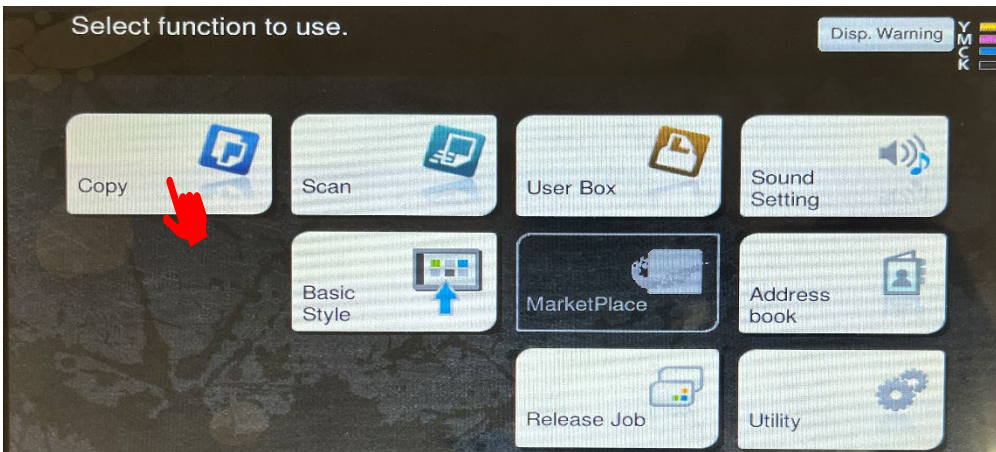 Select function to use.
Disp. Warning
Y
M
C
K
Copy
Scan
User Box
Sound
Setting
Basic
Style
MarketPlace
Address
book
Release Job
Utility